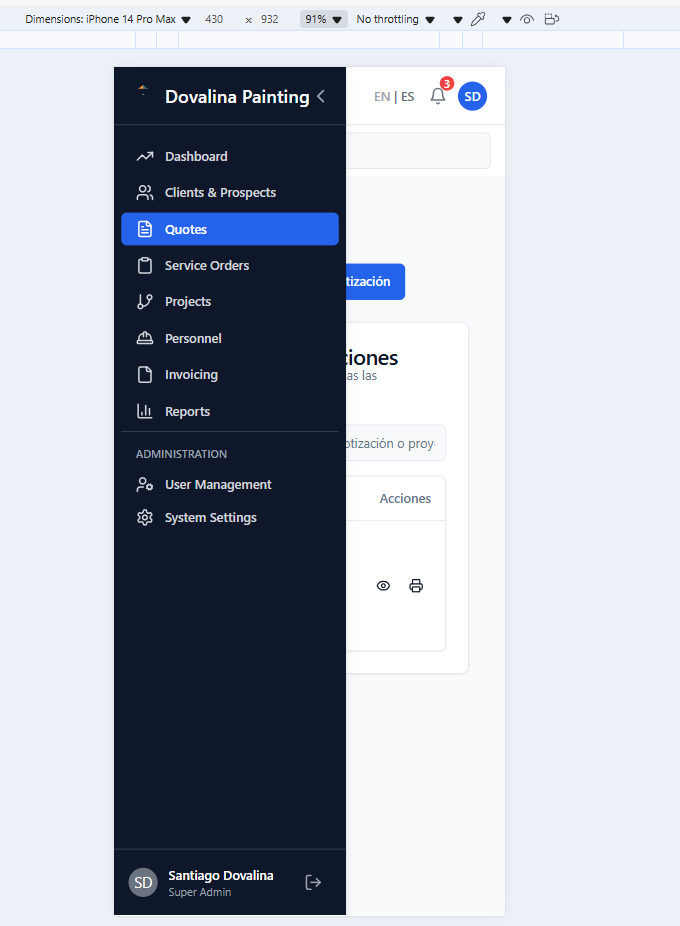 Dimensions: iPhone 14 Pro Max 430 × 932 91% No throttling
Dovalina Painting
EN | ES
3
SD
Dashboard
Clients & Prospects
Quotes
Service Orders
Projects
Personnel
Invoicing
Reports
ADMINISTRATION
User Management
System Settings
tización
ciones
as las
otización o proy
Acciones
SD
Santiago Dovalina
Super Admin